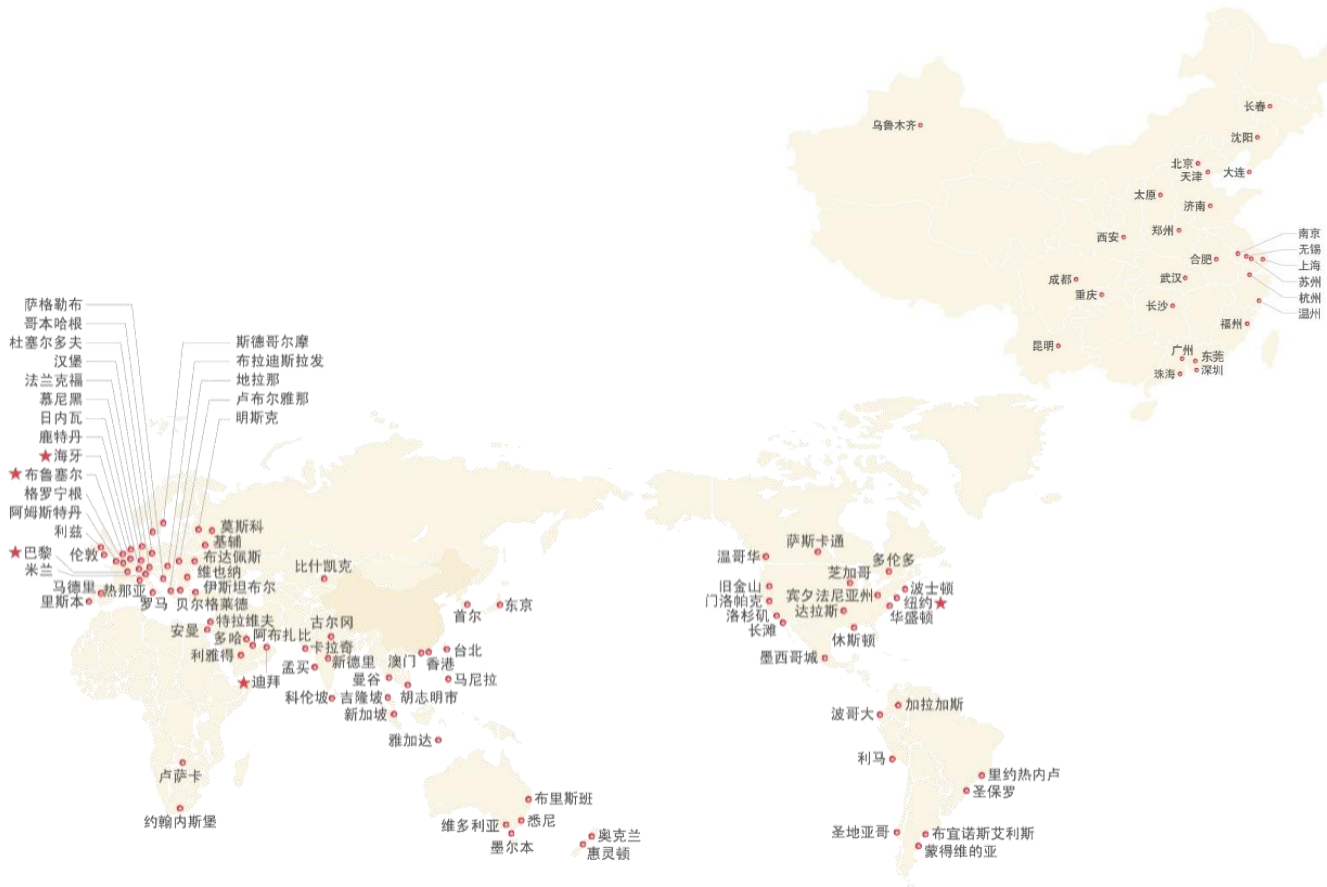 长春
乌鲁木齐
沈阳
北京
天津
大连
太原
济南
郑州
西安
南京
无锡
上海
苏州
杭州
温州
合肥
成都
武汉
重庆
长沙
福州
昆明
广州
东莞
深圳
珠海
萨格勒布
哥本哈根
杜塞尔多夫
汉堡
法兰克福
慕尼黑
日内瓦
鹿特丹
海牙
布鲁塞尔
格罗宁根
阿姆斯特丹
利兹
伦敦
巴黎
米兰
马德里
里斯本
热那亚
罗马
斯德哥尔摩
布拉迪斯拉发
地拉那
卢布尔雅那
明斯克
莫斯科
基辅
布达佩斯
维也纳
伊斯坦布尔
贝尔格莱德
特拉维夫
安曼
多哈
阿布扎比
利雅得
迪拜
比什凯克
古尔冈
卡拉奇
新德里
孟买
科伦坡
首尔
东京
台北
澳门
香港
曼谷
马尼拉
吉隆坡
胡志明市
新加坡
雅加达
卢萨卡
约翰内斯堡
布里斯班
维多利亚
悉尼
墨尔本
奥克兰
惠灵顿
温哥华
萨斯卡通
多伦多
芝加哥
旧金山
门洛帕克
洛杉矶
长滩
宾夕法尼亚州
达拉斯
波士顿
纽约
华盛顿
休斯顿
墨西哥城
加拉加斯
波哥大
利马
里约热内卢
圣保罗
圣地亚哥
布宜诺斯艾利斯
蒙得维的亚